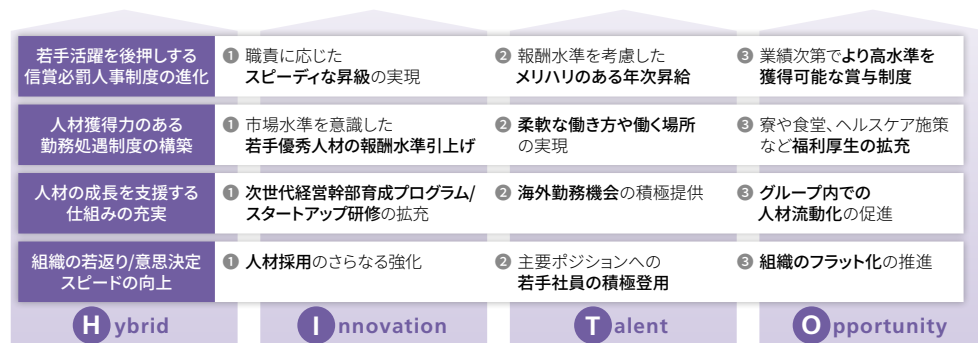 若手活躍を後押しする
信賞必罰人事制度の進化
❶ 職責に応じた
スピーディな昇級の実現
❷ 報酬水準を考慮した
メリハリのある年次昇給
❸ 業績次第でより高水準を
獲得可能な賞与制度
人材獲得力のある
勤務処遇制度の構築
❶ 市場水準を意識した
若手優秀人材の報酬水準引上げ
❷ 柔軟な働き方や働く場所
の実現
❸ 寮や食堂、ヘルスケア施策
など福利厚生の拡充
人材の成長を支援する
仕組みの充実
❶ 次世代経営幹部育成プログラム/
スタートアップ研修の拡充
❷ 海外勤務機会の積極提供
❸ グループ内での
人材流動化の促進
組織の若返り/意思決定
スピードの向上
❶ 人材採用のさらなる強化
❷ 主要ポジションへの
若手社員の積極登用
❸ 組織のフラット化の推進
Hybrid
Innovation
Talent
Opportunity